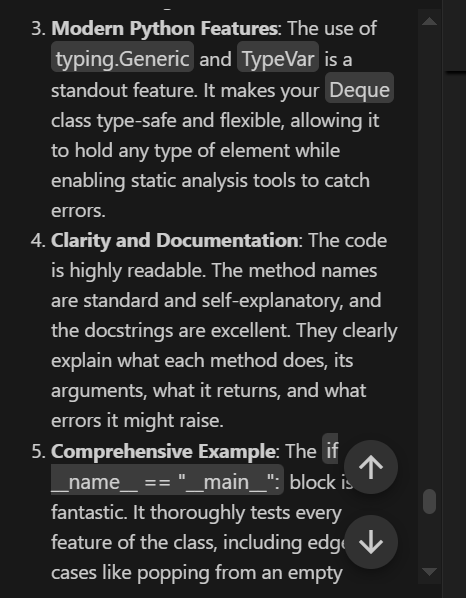 3. Modern Python Features: The use of
typing.Generic and TypeVar is a
standout feature. It makes your Deque
class type-safe and flexible, allowing it
to hold any type of element while
enabling static analysis tools to catch
errors.
4. Clarity and Documentation: The code
is highly readable. The method names
are standard and self-explanatory, and
the docstrings are excellent. They clearly
explain what each method does, its
arguments, what it returns, and what
errors it might raise.
5. Comprehensive Example: The if
__name__ == "__main__": block is
fantastic. It thoroughly tests every
feature of the class, including edge
cases like popping from an empty